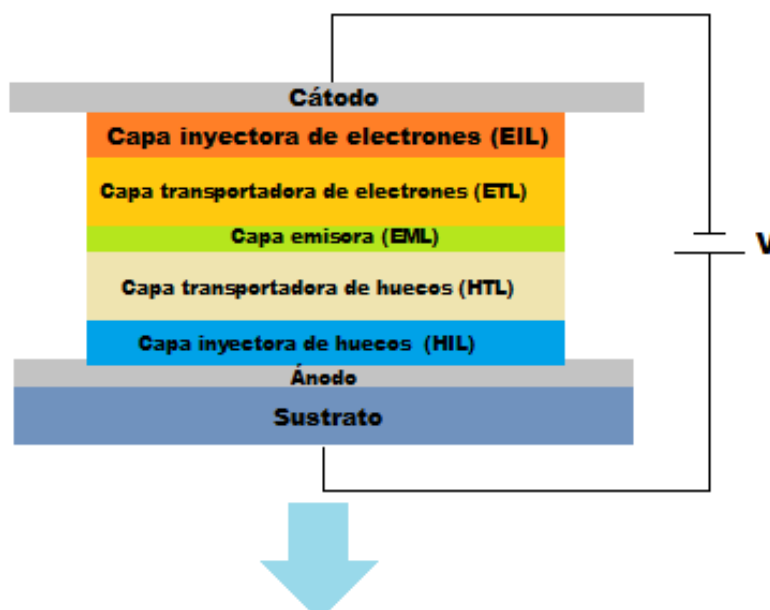 Cátodo
Capa inyectora de electrones (EIL)
Capa transportadora de electrones (ETL)
Capa emisora (EML)
V
Capa transportadora de huecos (HTL)
Capa inyectora de huecos (HIL)
Ánodo
Sustrato